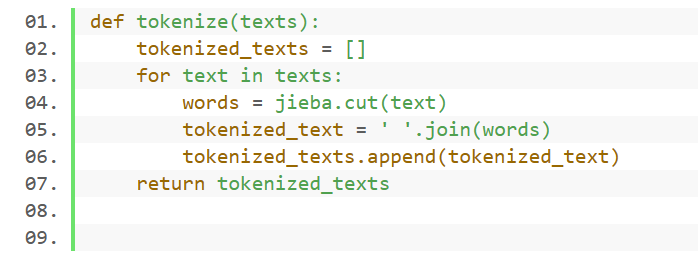 01. def tokenize(texts):
02.     tokenized_texts = []
03.     for text in texts:
04.         words = jieba.cut(text)
05.         tokenized_text = ' '.join(words)
06.         tokenized_texts.append(tokenized_text)
07.     return tokenized_texts
08.
09.